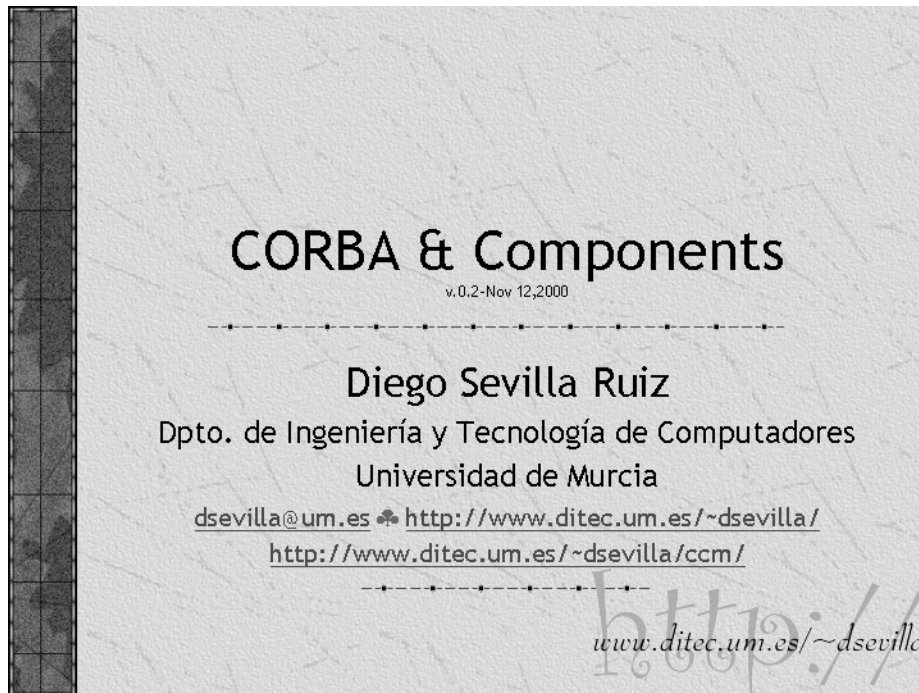 CORBA & Components
v.0.2-Nov 12,2000
Diego Sevilla Ruiz
Dpto. de Ingeniería y Tecnología de Computadores
Universidad de Murcia
dsevilla@um.es ♣ http://www.ditec.um.es/~dsevilla/
http://www.ditec.um.es/~dsevilla/ccm/
http://
www.ditec.um.es/~dsevilla